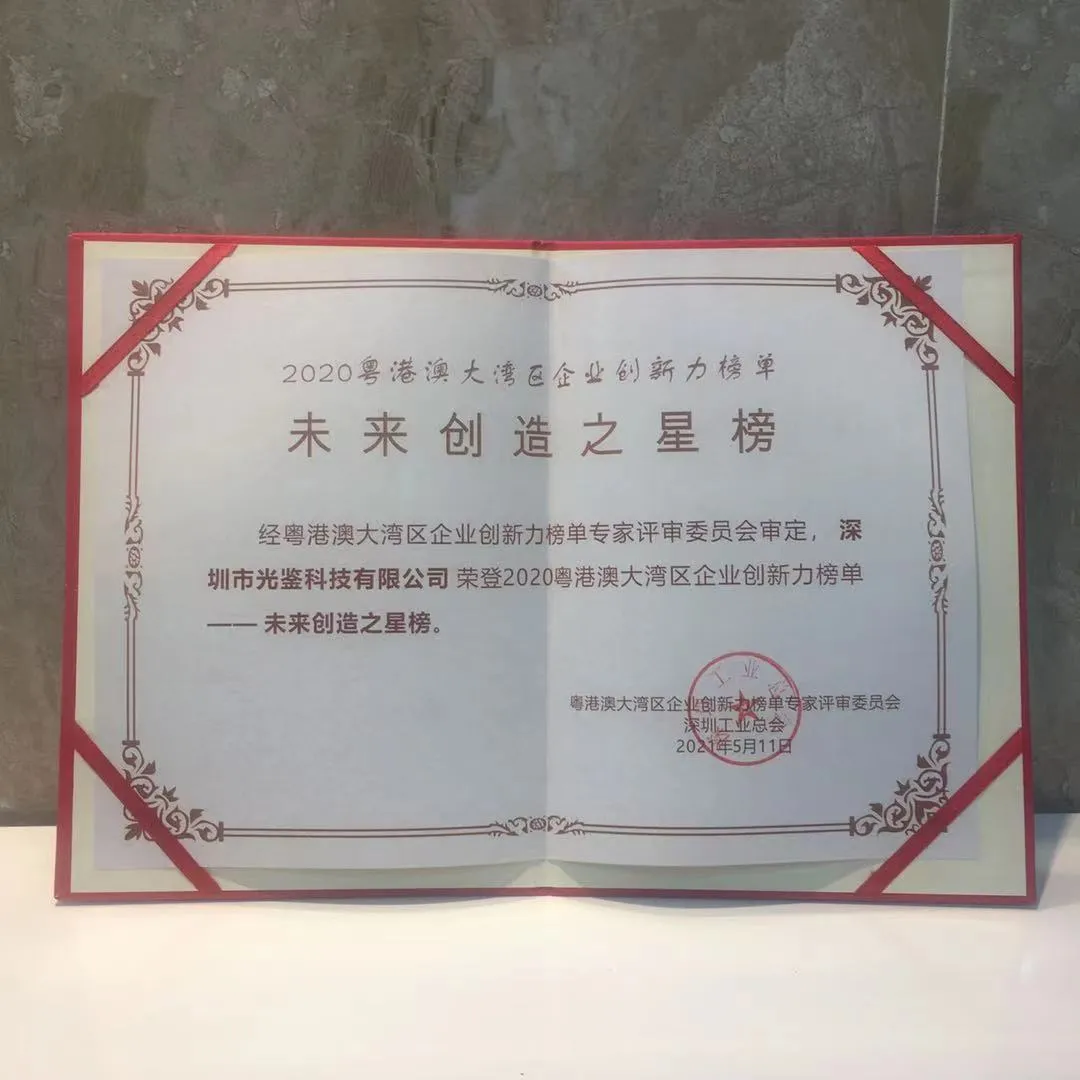 2020粤港澳大湾区企业创新力榜单
未来创造之星榜
经粤港澳大湾区企业创新力榜单专家评审委员会审定，深
圳市光鉴科技有限公司 荣登2020粤港澳大湾区企业创新力榜单
—— 未来创造之星榜。
粤港澳大湾区企业创新力榜单专家评审委员会
深圳工业总会
2021年5月11日